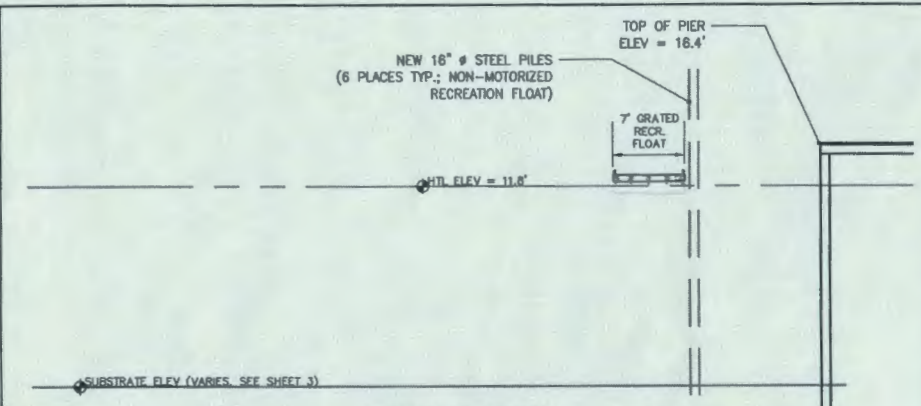 TOP OF PIER
ELEV = 16.4'
NEW 16" ø STEEL PILES
(6 PLACES TYP.; NON-MOTORIZED
RECREATION FLOAT)
7' GRATED
RECR.
FLOAT
HTL ELEV = 11.8'
SUBSTRATE ELEV (VARIES. SEE SHEET 3)